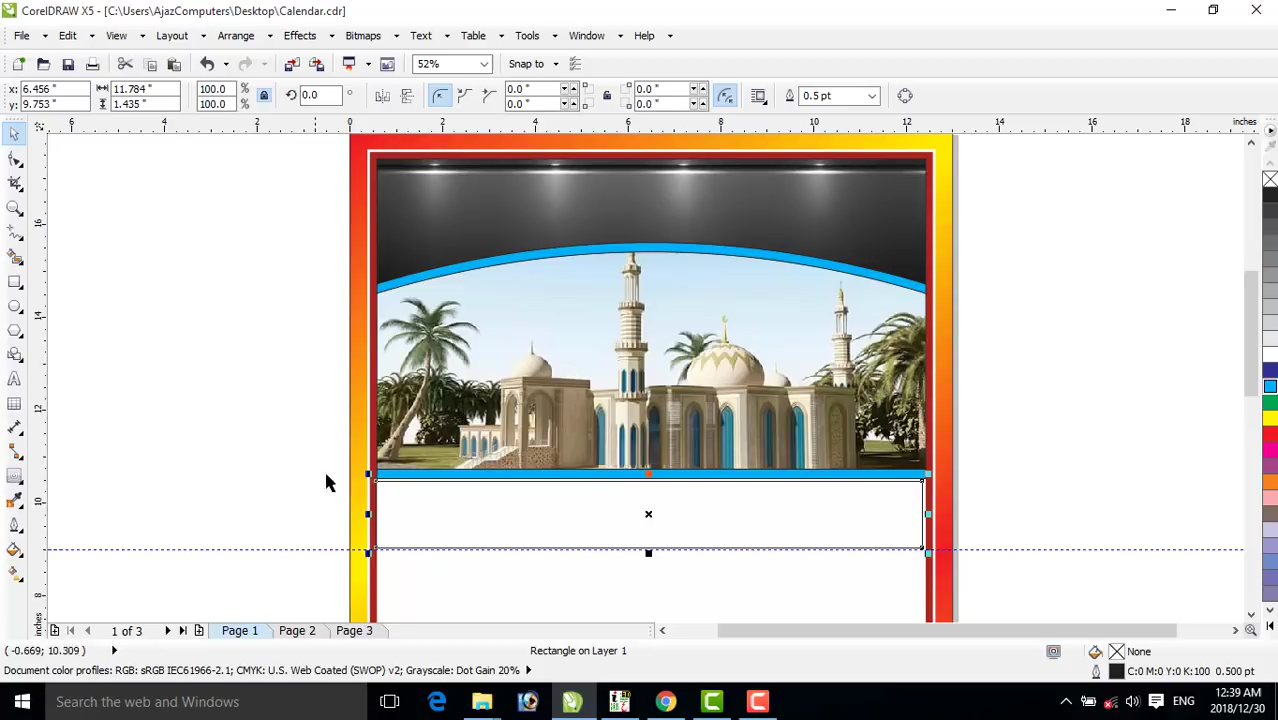 CorelDRAW X5 - [C:\Users\AjazComputers\Desktop\Calendar.cdr]
File Edit View Layout Arrange Effects Bitmaps Text Table Tools Window Help
52% Snap to
x: 6.456 " 11.784 " 100.0 % 0.0 ° 0.0 ° 0.0 ° 0.5 pt
y: 9.753 " 1.435 " 100.0 % 0.0 ° 0.0 °
6 4 2 0 2 4 6 8 10 12 14 16 18 inches
16
14
12
10
8
inches
1 of 3 Page 1 Page 2 Page 3
(-0.669; 10.309) Rectangle on Layer 1 None
Document color profiles: RGB: sRGB IEC61966-2.1; CMYK: U.S. Web Coated (SWOP) v2; Grayscale: Dot Gain 20% C:0 M:0 Y:0 K:100 0.500 pt
Search the web and Windows ENG 12:39 AM
2018/12/30